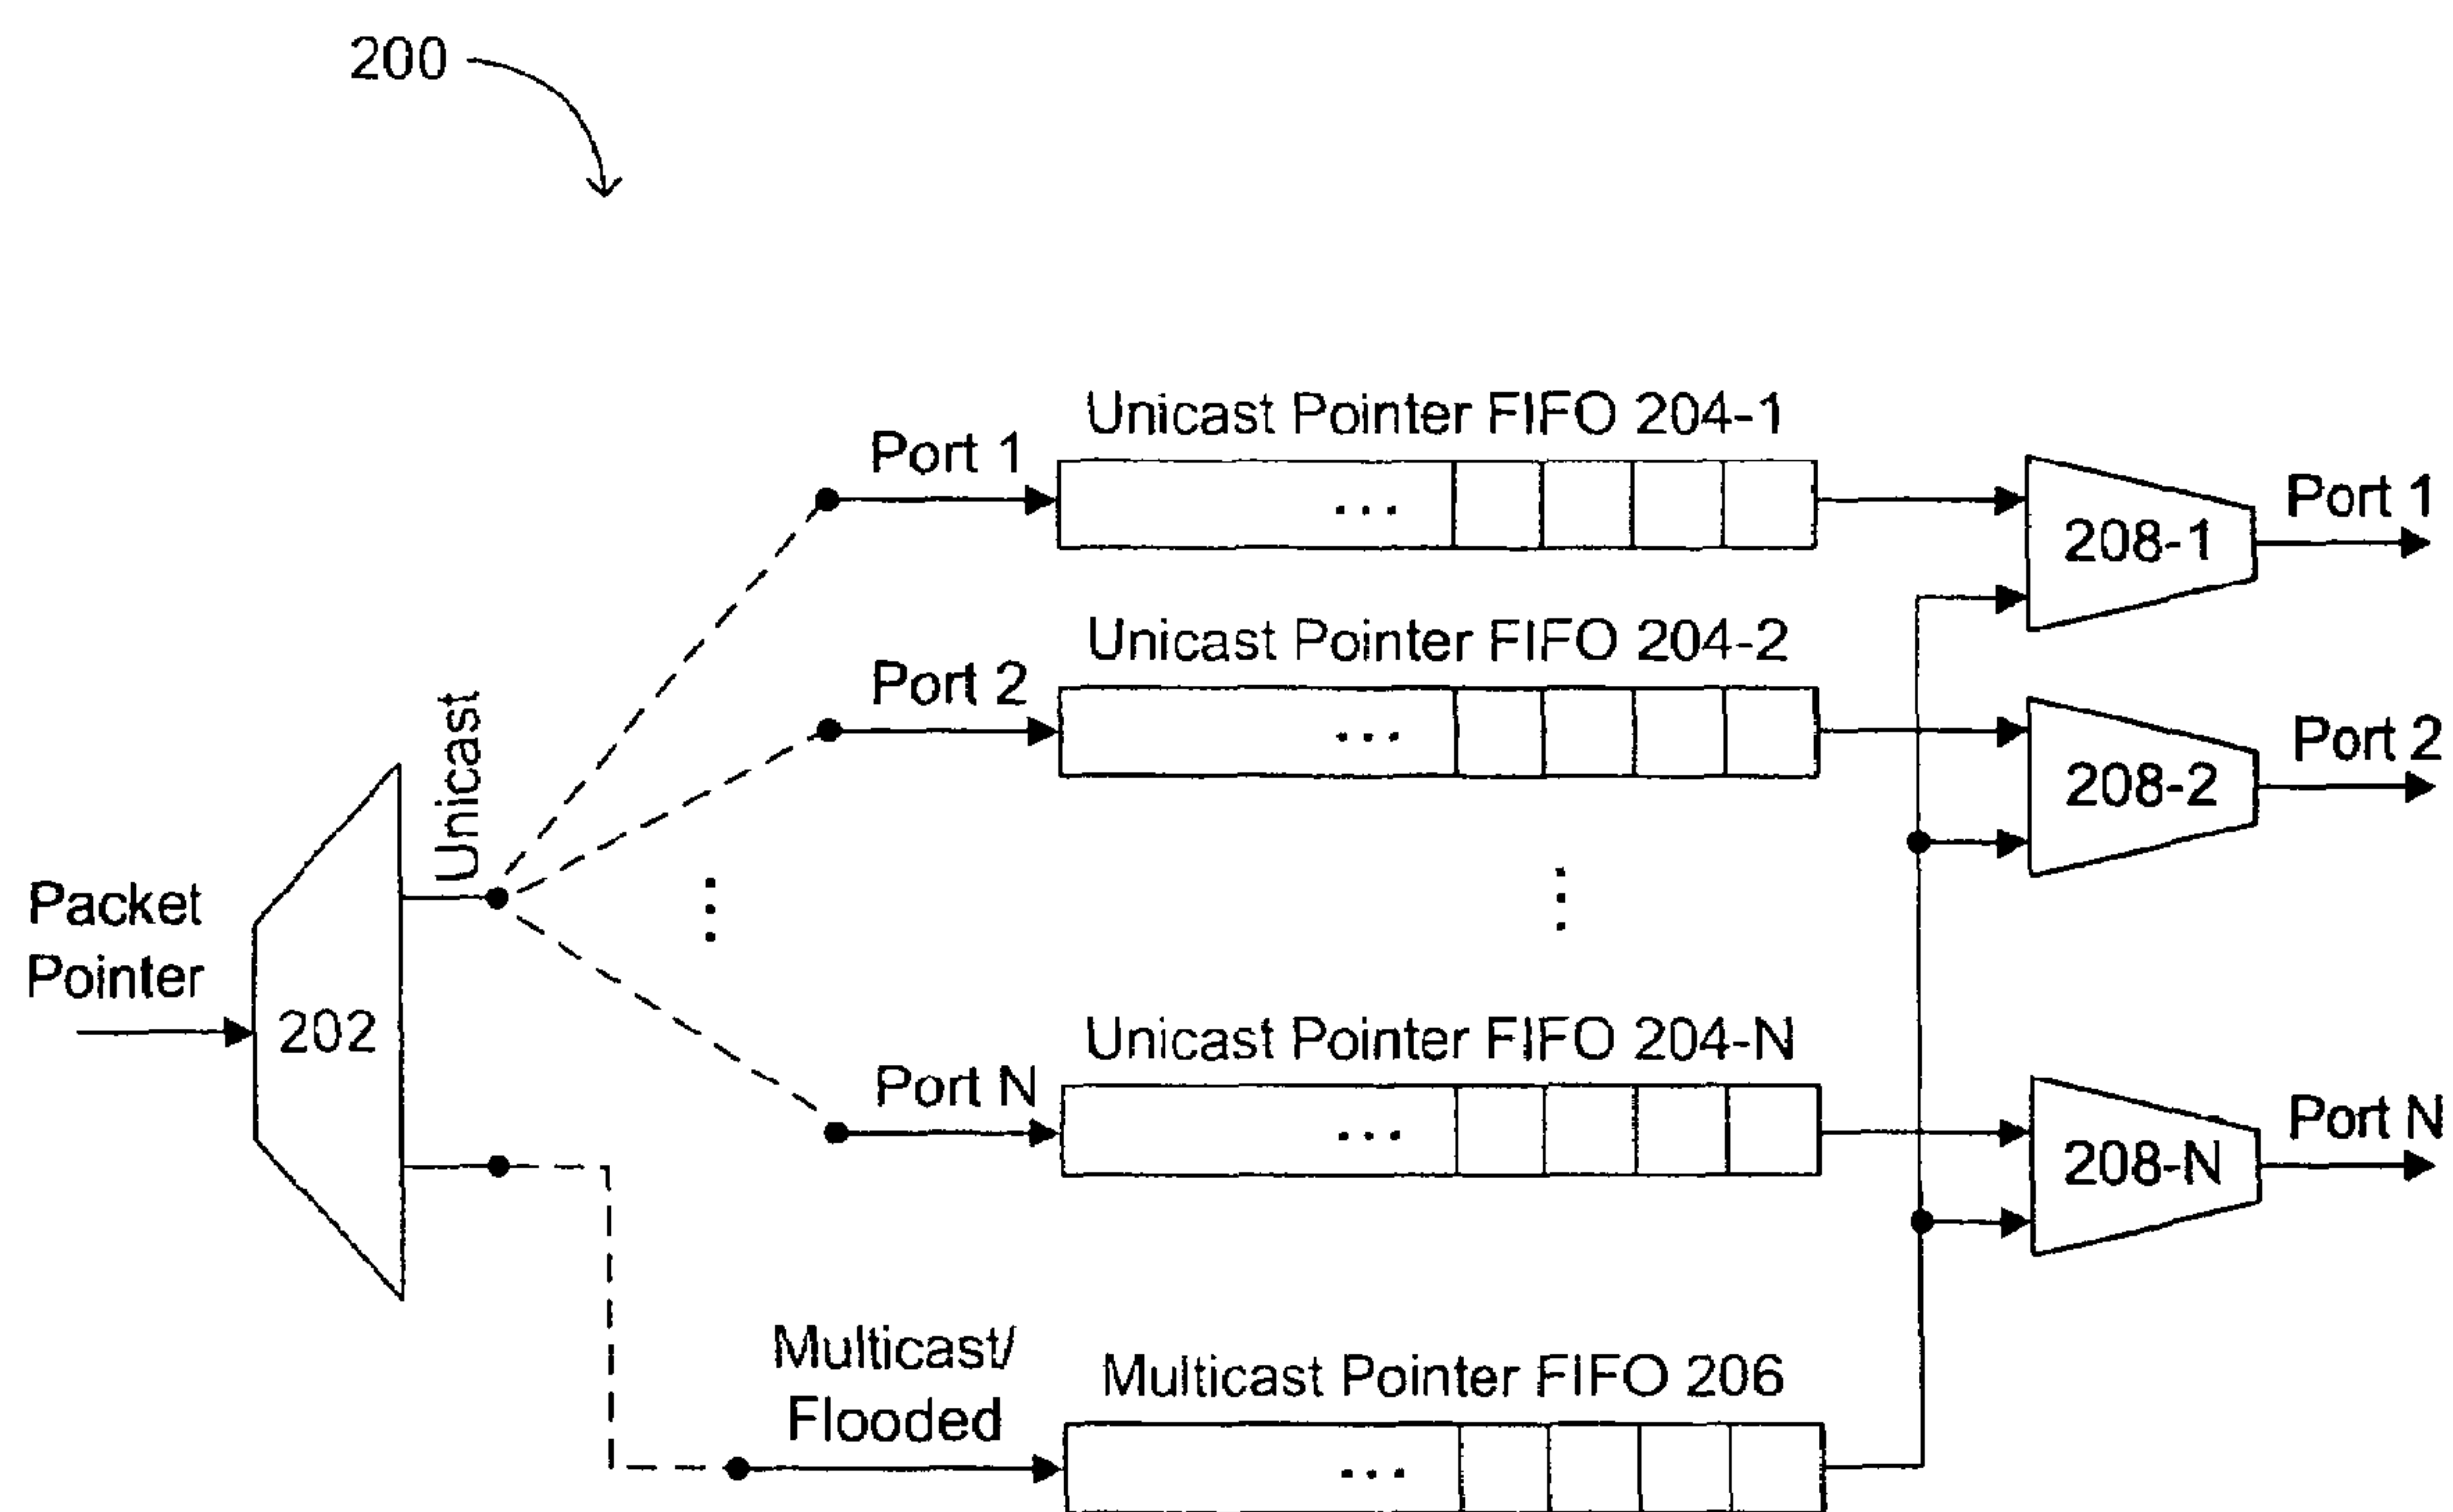 200
Unicast Pointer FIFO 204-1
Port 1
208-1
Port 1
Unicast Pointer FIFO 204-2
Port 2
208-2
Port 2
Unicast
...
Packet
Pointer
202
Unicast Pointer FIFO 204-N
Port N
208-N
Port N
Multicast/
Flooded
Multicast Pointer FIFO 206